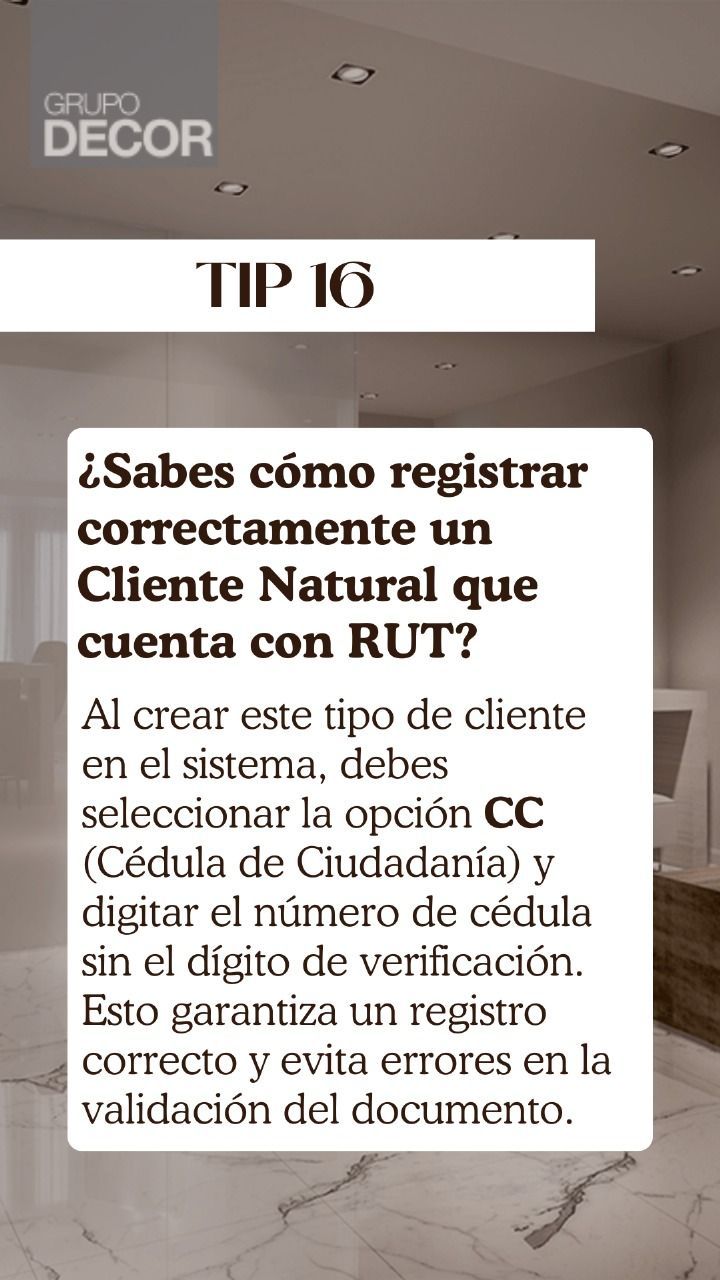 GRUPO
DECOR
TIP 16
¿Sabes cómo registrar
correctamente un
Cliente Natural que
cuenta con RUT?
Al crear este tipo de cliente
en el sistema, debes
seleccionar la opción CC
(Cédula de Ciudadanía) y
digitar el número de cédula
sin el dígito de verificación.
Esto garantiza un registro
correcto y evita errores en la
validación del documento.